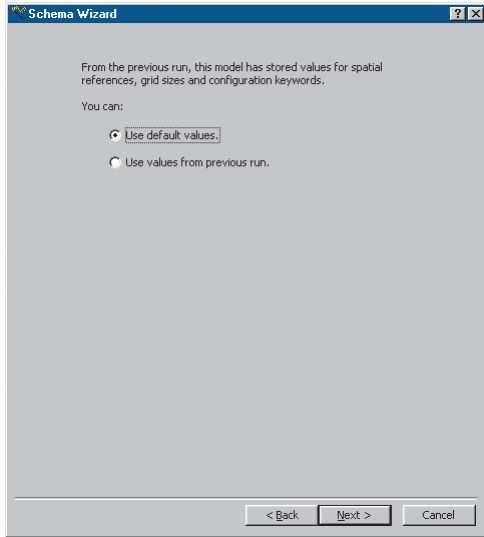 Schema Wizard
From the previous run, this model has stored values for spatial
references, grid sizes and configuration keywords.
You can:
Use default values.
Use values from previous run.
< Back Next > Cancel